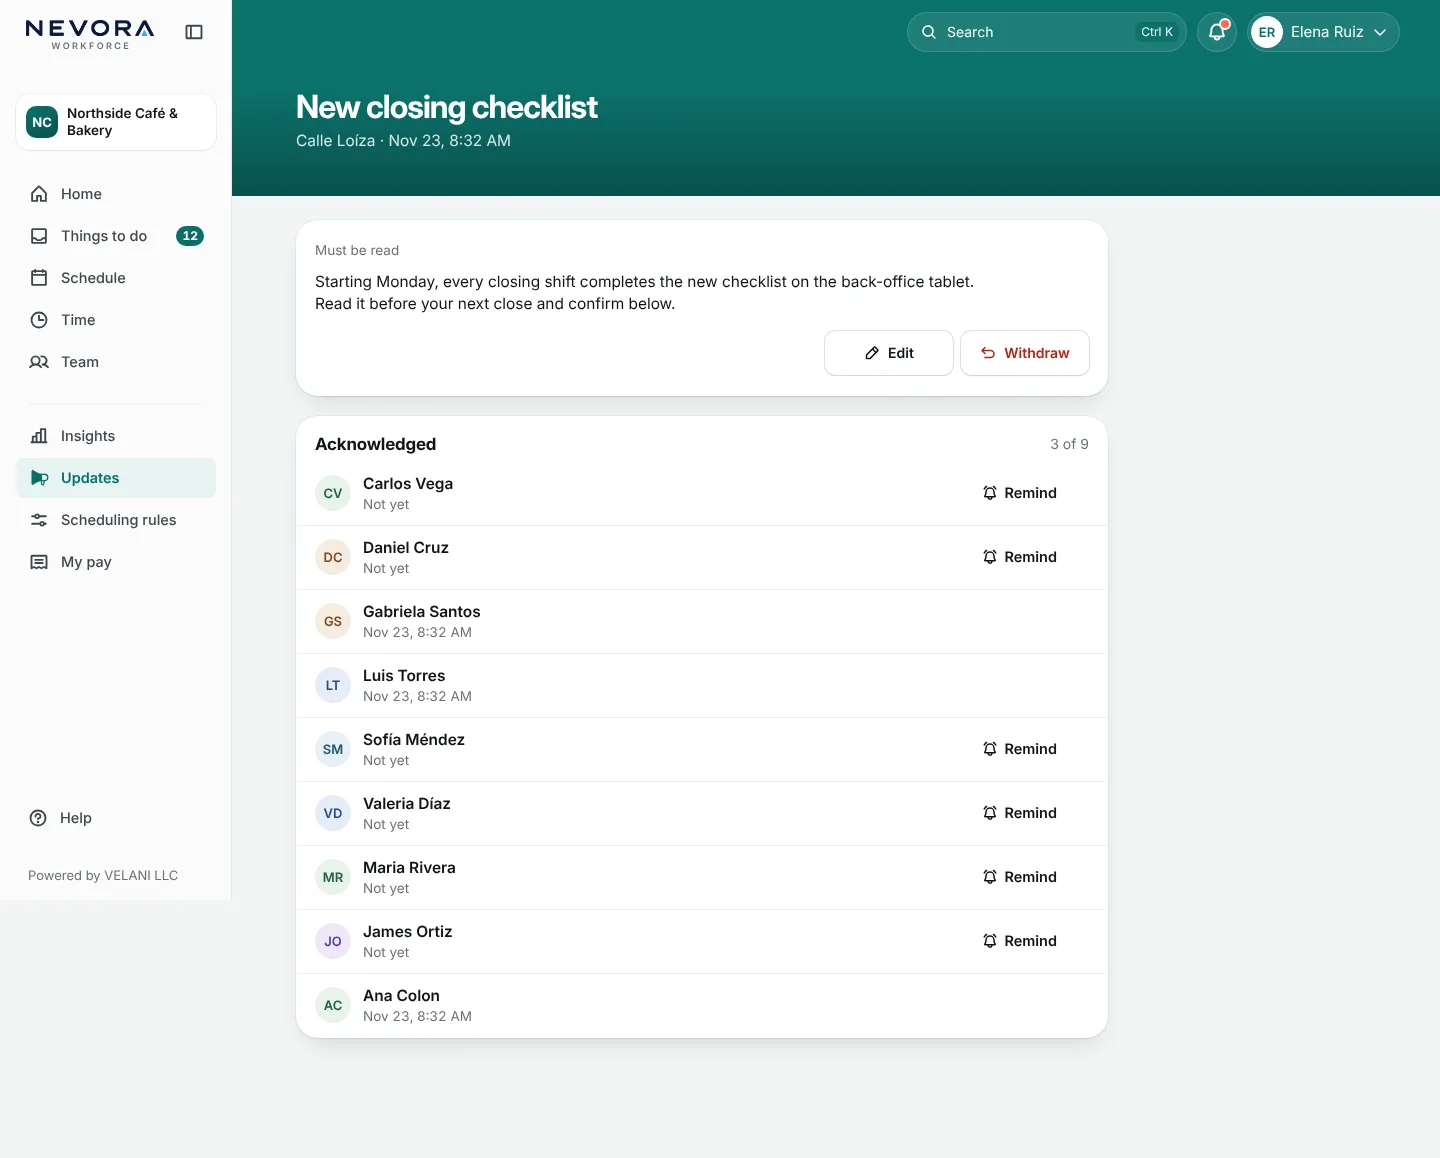 NEVORA
WORKFORCE
Search
Ctrl K
ER
Elena Ruiz
NC
Northside Café &
Bakery
Home
Things to do
12
Schedule
Time
Team
Insights
Updates
Scheduling rules
My pay
Help
Powered by VELANI LLC
New closing checklist
Calle Loíza · Nov 23, 8:32 AM
Must be read
Starting Monday, every closing shift completes the new checklist on the back-office tablet.
Read it before your next close and confirm below.
Edit
Withdraw
Acknowledged
3 of 9
CV
Carlos Vega
Not yet
Remind
DC
Daniel Cruz
Not yet
Remind
GS
Gabriela Santos
Nov 23, 8:32 AM
LT
Luis Torres
Nov 23, 8:32 AM
SM
Sofía Méndez
Not yet
Remind
VD
Valeria Díaz
Not yet
Remind
MR
Maria Rivera
Not yet
Remind
JO
James Ortiz
Not yet
Remind
AC
Ana Colon
Nov 23, 8:32 AM